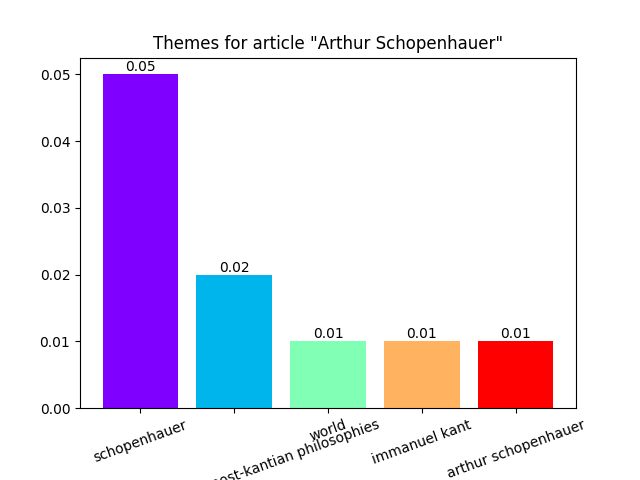 Themes for article "Arthur Schopenhauer"
0.05
0.04
0.03
0.02
0.01
0.00
0.05
0.02
0.01
0.01
0.01
schopenhauer
philosophies
world
immanuel kant
arthur schopenhauer